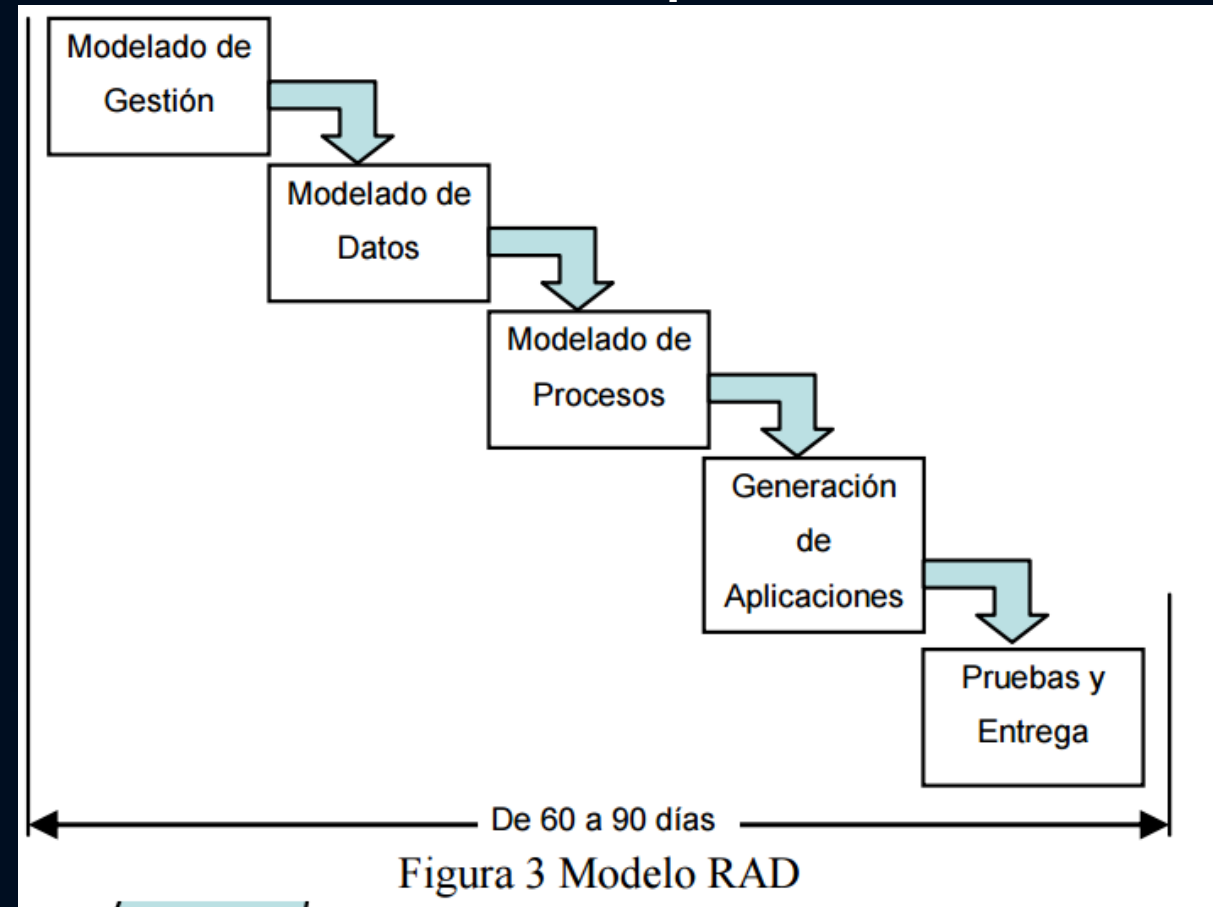 Modelado de
Gestión
Modelado de
Datos
Modelado de
Procesos
Generación
de
Aplicaciones
Pruebas y
Entrega
De 60 a 90 días
Figura 3 Modelo RAD